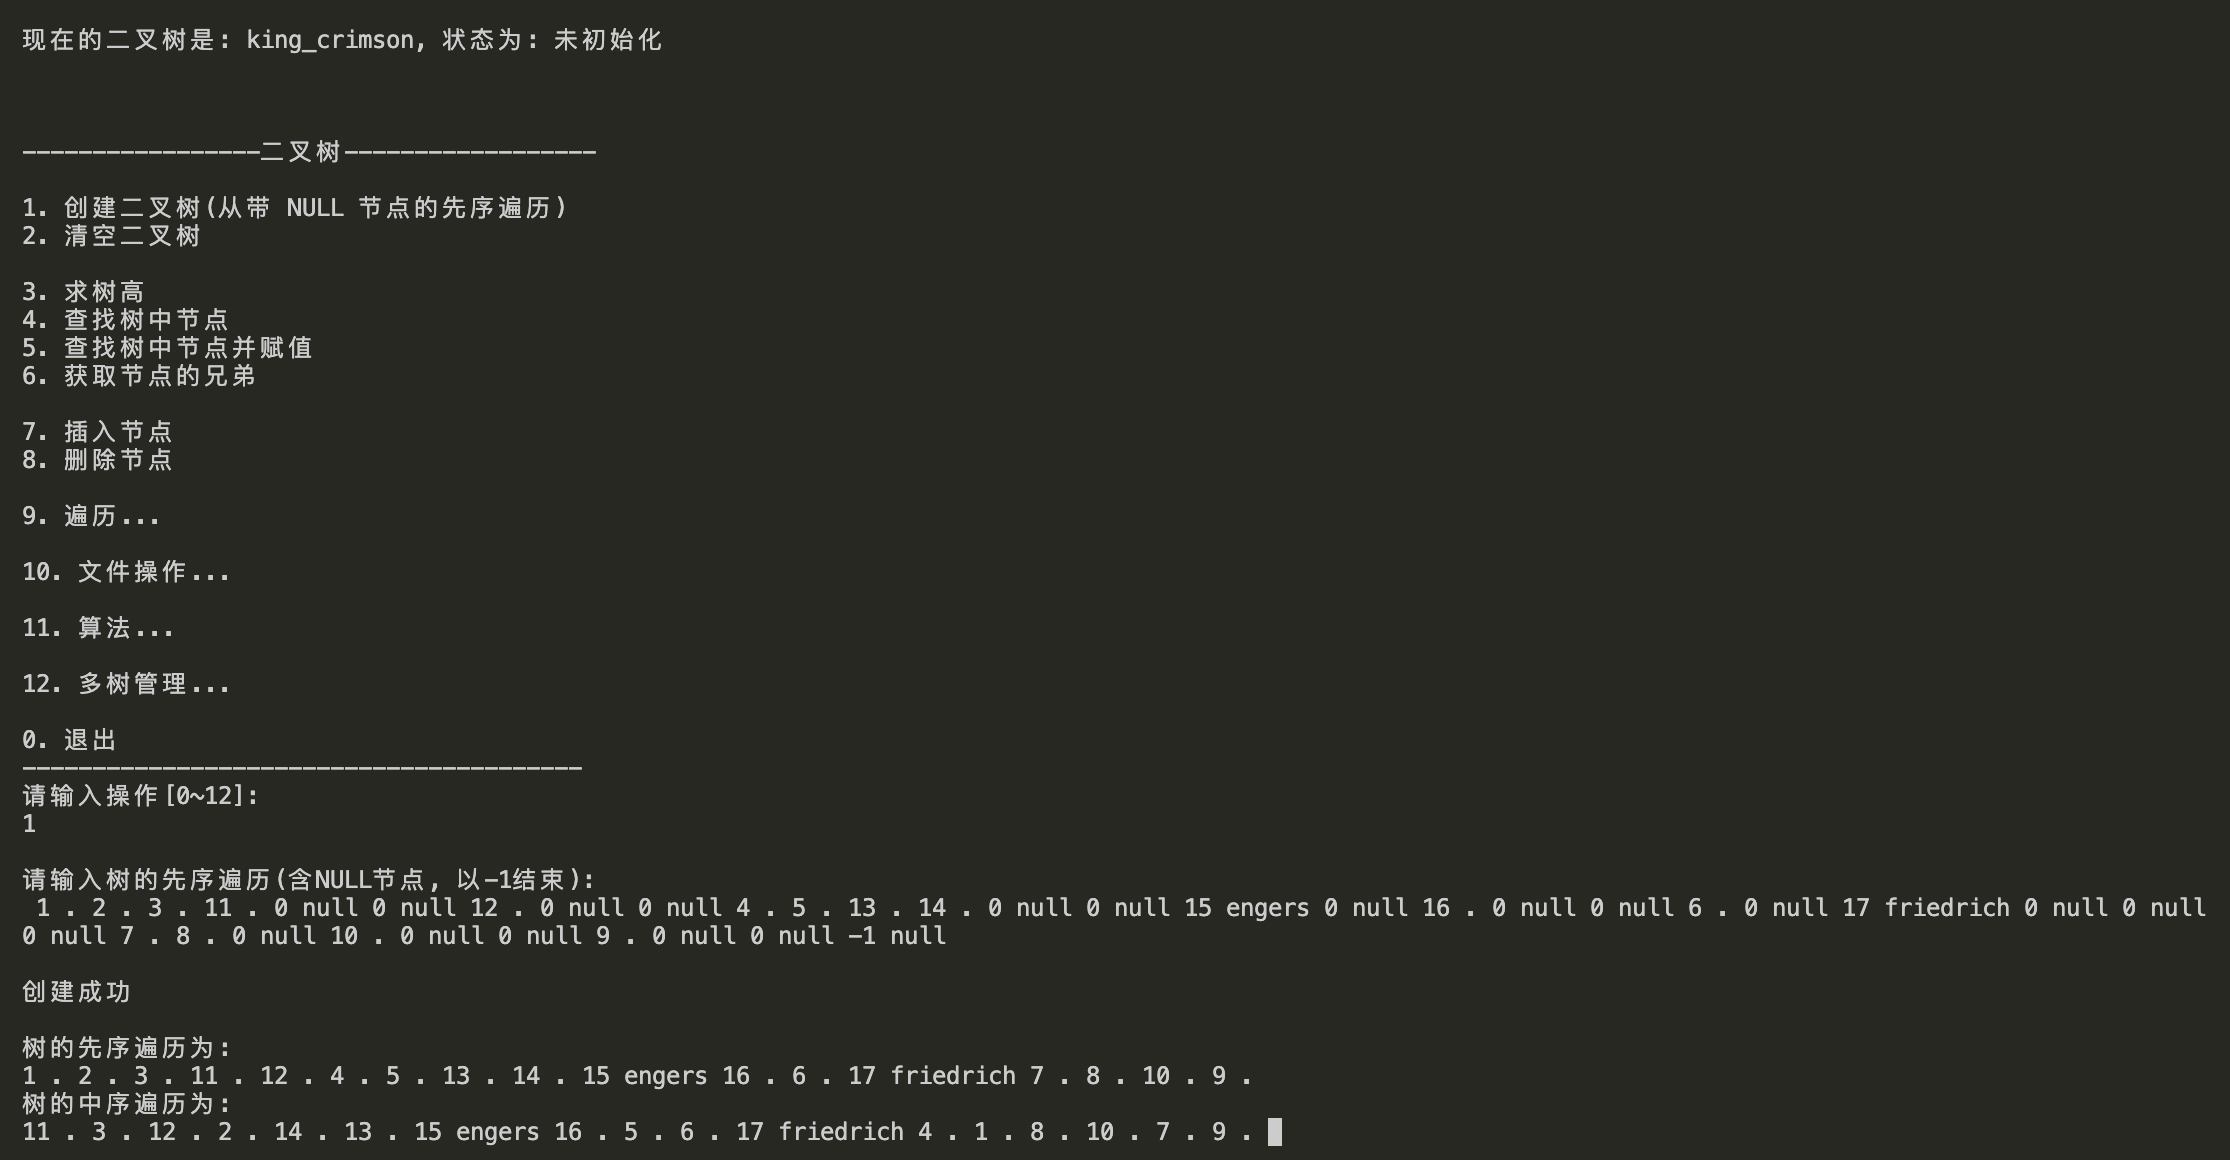 现在的二叉树是: king_crimson, 状态为: 未初始化
-----------------二叉树------------------
1. 创建二叉树(从带 NULL 节点的先序遍历)
2. 清空二叉树
3. 求树高
4. 查找树中节点
5. 查找树中节点并赋值
6. 获取节点的兄弟
7. 插入节点
8. 删除节点
9. 遍历...
10. 文件操作...
11. 算法...
12. 多树管理...
0. 退出
----------------------------------------
请输入操作[0~12]:
1
请输入树的先序遍历(含NULL节点, 以-1结束):
1 . 2 . 3 . 11 . 0 null 0 null 12 . 0 null 0 null 4 . 5 . 13 . 14 . 0 null 0 null 15 engers 0 null 16 . 0 null 0 null 6 . 0 null 17 friedrich 0 null 0 null
0 null 7 . 8 . 0 null 10 . 0 null 0 null 9 . 0 null 0 null -1 null
创建成功
树的先序遍历为:
1 . 2 . 3 . 11 . 12 . 4 . 5 . 13 . 14 . 15 engers 16 . 6 . 17 friedrich 7 . 8 . 10 . 9 .
树的中序遍历为:
11 . 3 . 12 . 2 . 14 . 13 . 15 engers 16 . 5 . 6 . 17 friedrich 4 . 1 . 8 . 10 . 7 . 9 .